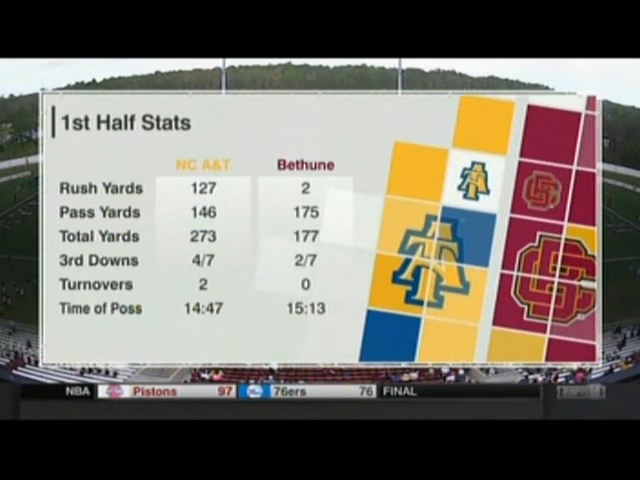 1st Half Stats
NC A&T Bethune
Rush Yards 127 2
Pass Yards 146 175
Total Yards 273 177
3rd Downs 4/7 2/7
Turnovers 2 0
Time of Poss 14:47 15:13
NBA Pistons 97 76ers 76 FINAL